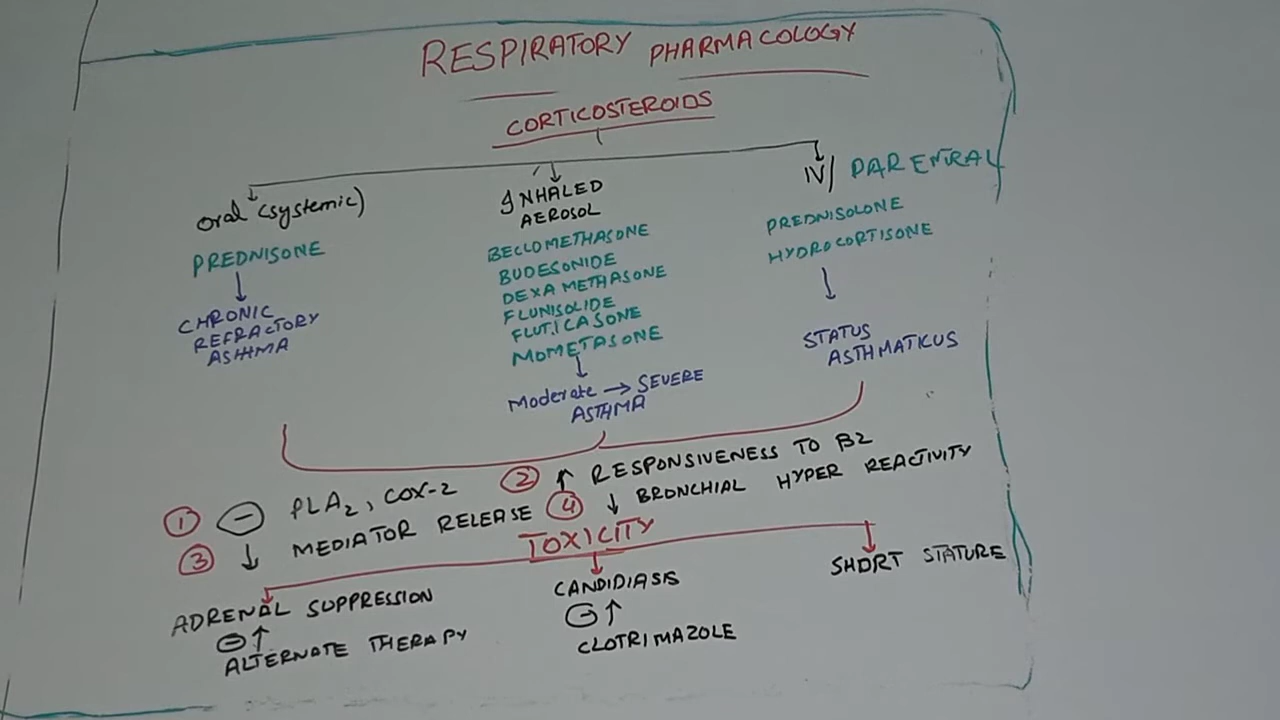 RESPIRATORY PHARMACOLOGY
CORTICOSTEROIDS
oral (systemic)
PREDNISONE
CHRONIC
REFRACTORY
ASTHMA
INHALED
AEROSOL
BECLOMETHASONE
BUDESONIDE
DEXAMETHASONE
FLUNISOLIDE
FLUTICASONE
MOMETASONE
Moderate → SEVERE
ASTHMA
IV/ PARENTRAL
PREDNISOLONE
HYDROCORTISONE
STATUS
ASTHMATICUS
① ⊖ PLA₂, COX-2
② ↑ RESPONSIVENESS TO B2
③ ↓ MEDIATOR RELEASE
④ ↓ BRONCHIAL HYPER REACTIVITY
TOXICITY
ADRENAL SUPPRESSION
⊖↑
ALTERNATE THERAPY
CANDIDIASIS
⊖↑
CLOTRIMAZOLE
SHORT STATURE